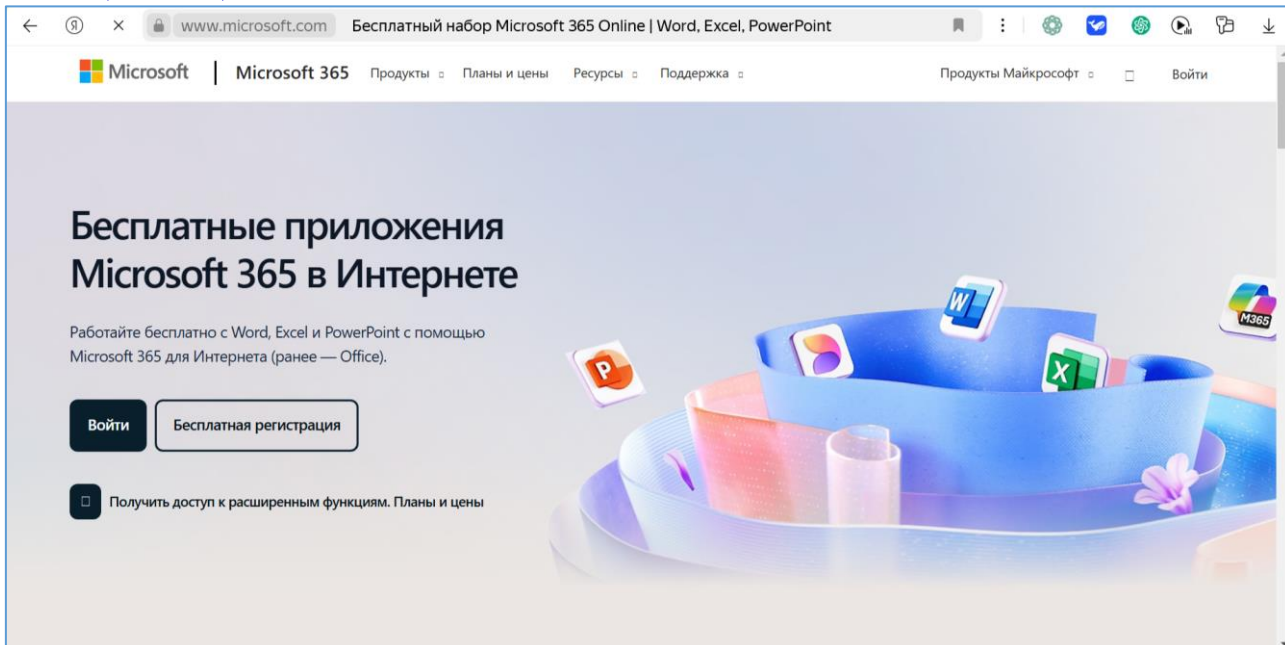 www.microsoft.com Бесплатный набор Microsoft 365 Online | Word, Excel, PowerPoint
Microsoft | Microsoft 365 Продукты Планы и цены Ресурсы Поддержка Продукты Майкрософт Войти
Бесплатные приложения
Microsoft 365 в Интернете
Работайте бесплатно с Word, Excel и PowerPoint с помощью
Microsoft 365 для Интернета (ранее — Office).
Войти Бесплатная регистрация
Получить доступ к расширенным функциям. Планы и цены
P
W
X
M365